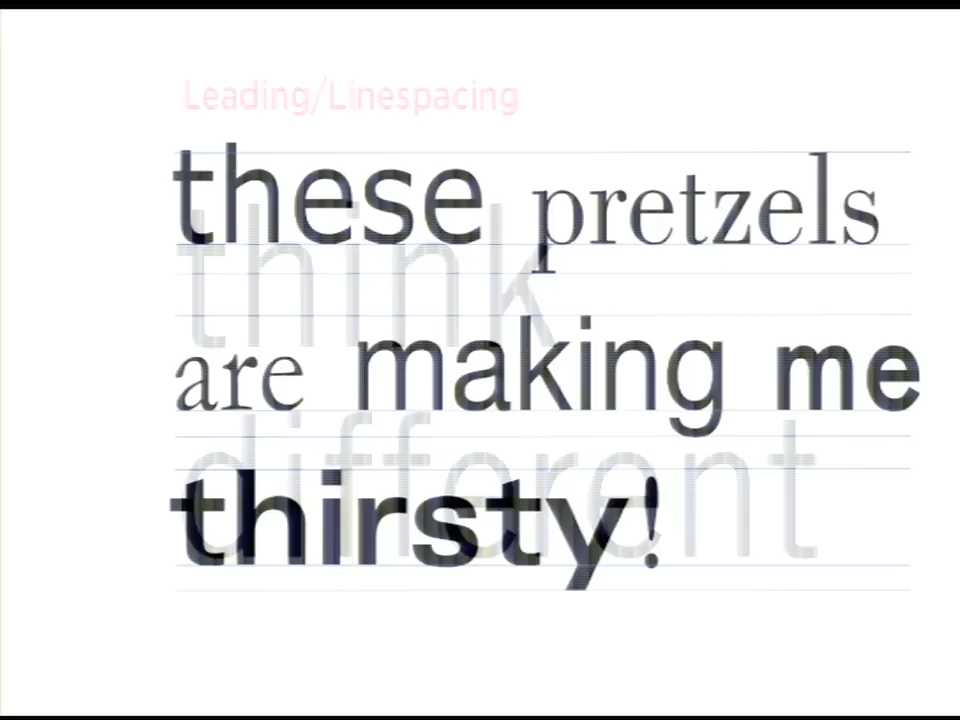 Leading/Linespacing
these pretzels
think
are making me
different
thirsty!